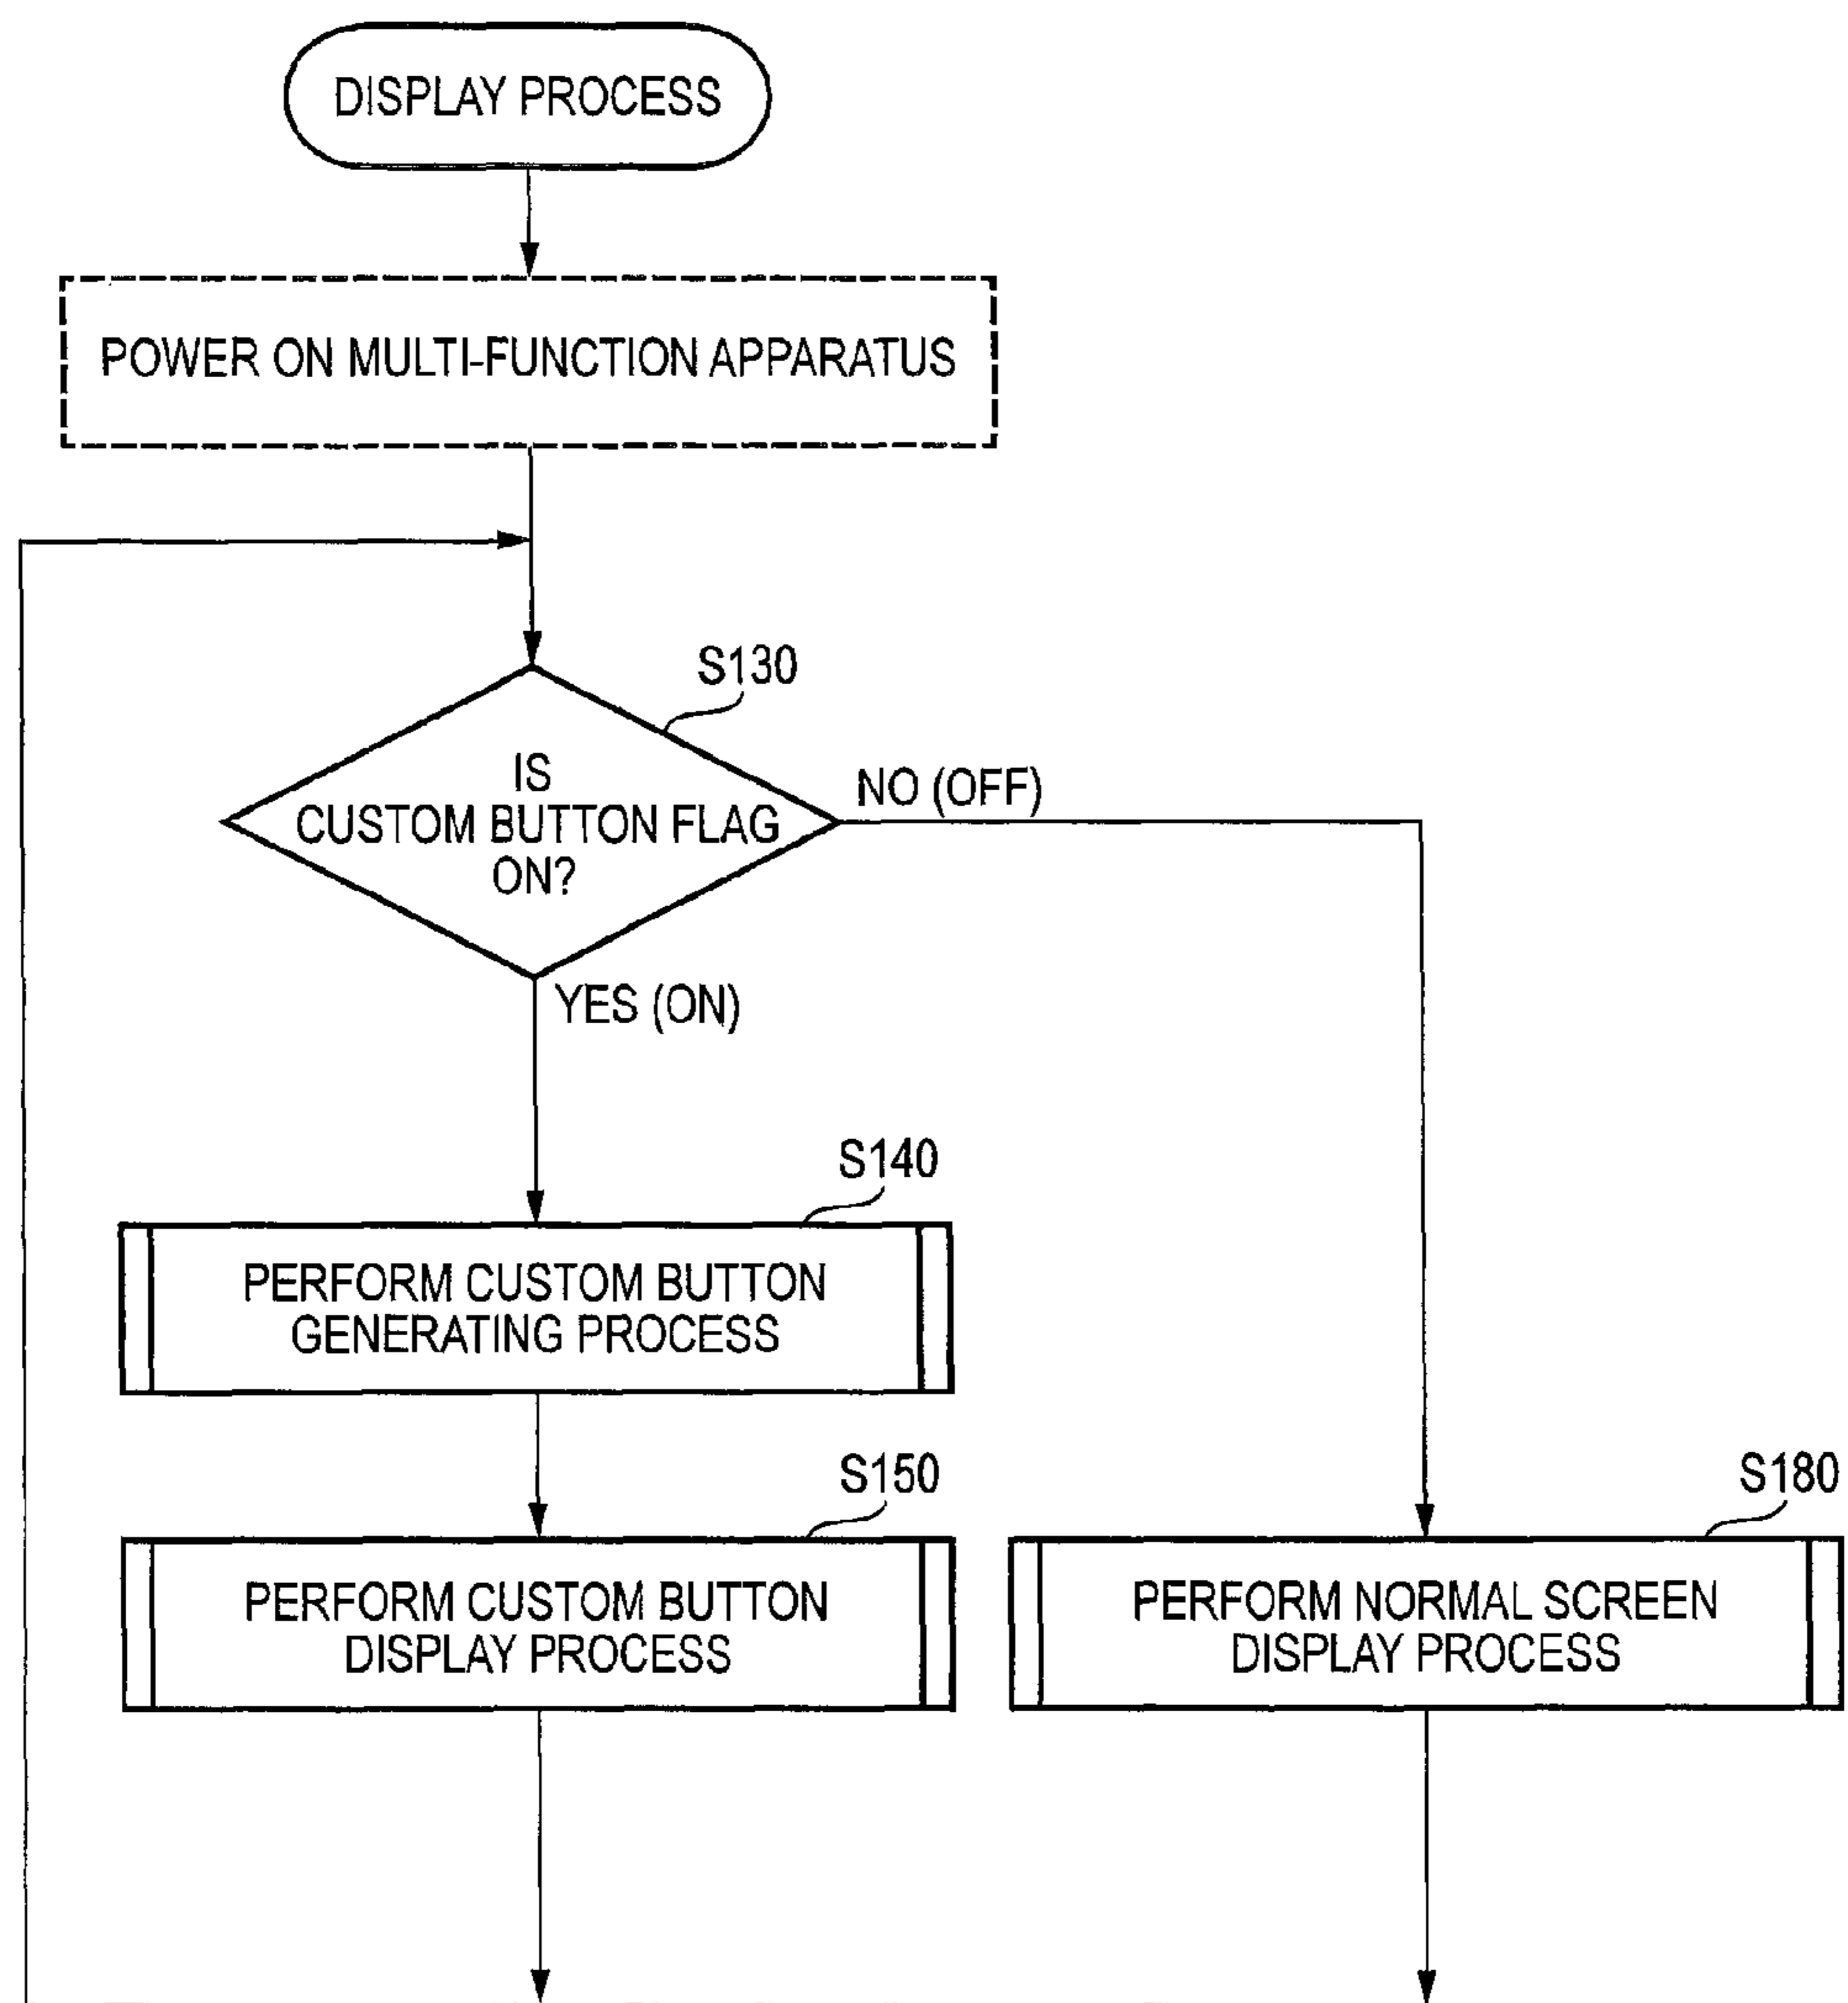 DISPLAY PROCESS
POWER ON MULTI-FUNCTION APPARATUS
S130
IS
CUSTOM BUTTON FLAG
ON?
NO (OFF)
YES (ON)
S140
PERFORM CUSTOM BUTTON
GENERATING PROCESS
S150
PERFORM CUSTOM BUTTON
DISPLAY PROCESS
S180
PERFORM NORMAL SCREEN
DISPLAY PROCESS